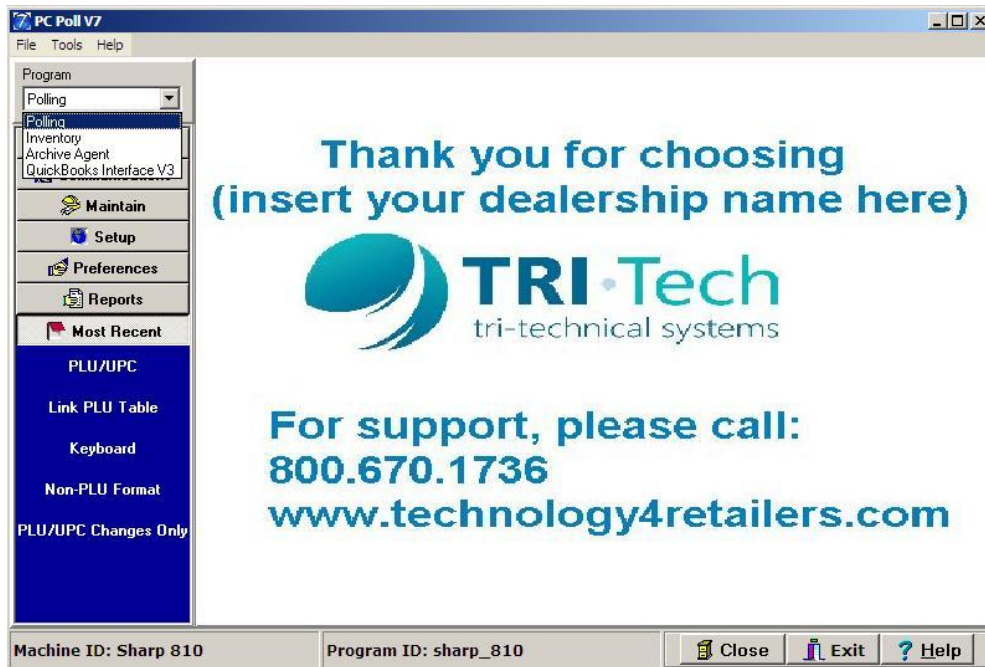 PC Poll V7
File Tools Help
Program
Polling
Polling
Inventory
Archive Agent
QuickBooks Interface V3
Maintain
Setup
Preferences
Reports
Most Recent
PLU/UPC
Link PLU Table
Keyboard
Non-PLU Format
PLU/UPC Changes Only
Thank you for choosing
(insert your dealership name here)
TRI·Tech
tri-technical systems
For support, please call:
800.670.1736
www.technology4retailers.com
Machine ID: Sharp 810
Program ID: sharp_810
Close
Exit
? Help